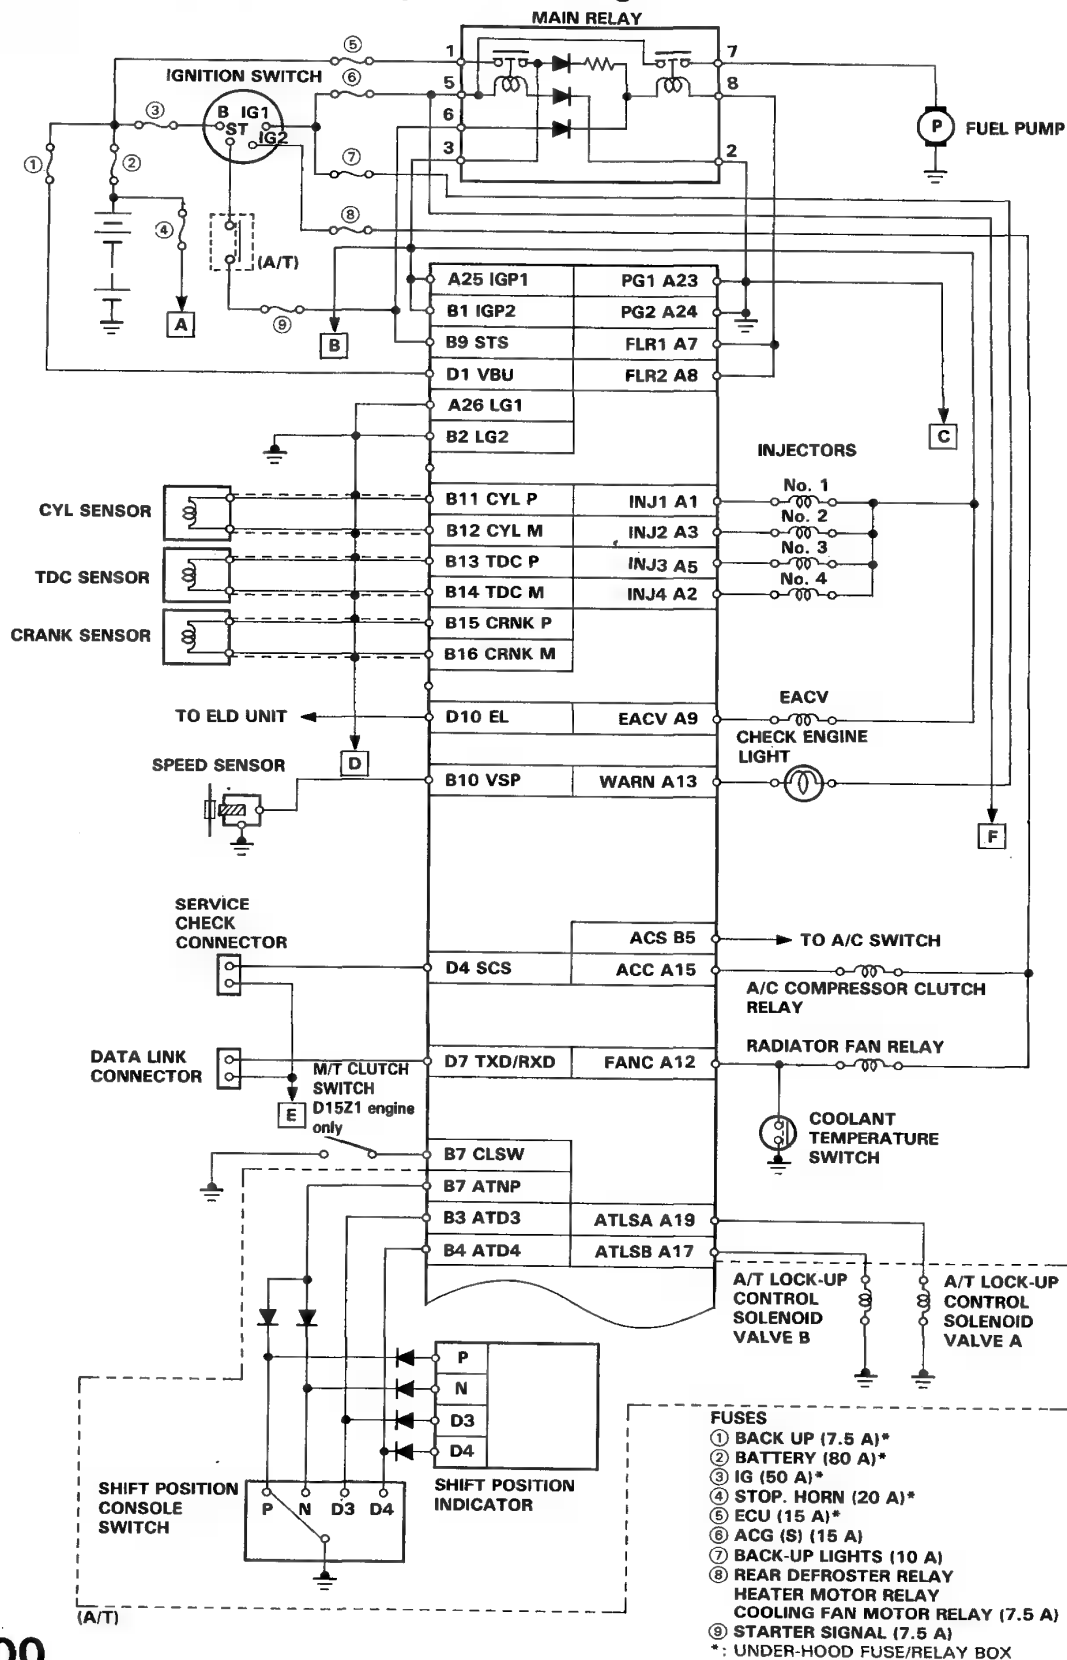 MAIN RELAY
⑤
1
7
IGNITION SWITCH
⑥
5
8
③
B IG1
ST
IG2
6
P
FUEL PUMP
①
②
3
2
⑦
④
⑧
(A/T)
A
⑨
B
A25 IGP1
PG1 A23
B1 IGP2
PG2 A24
B9 STS
FLR1 A7
D1 VBU
FLR2 A8
A26 LG1
B2 LG2
C
INJECTORS
CYL SENSOR
B11 CYL P
INJ1 A1
No. 1
B12 CYL M
INJ2 A3
No. 2
TDC SENSOR
B13 TDC P
INJ3 A5
No. 3
B14 TDC M
INJ4 A2
No. 4
CRANK SENSOR
B15 CRNK P
B16 CRNK M
TO ELD UNIT
D10 EL
EACV A9
EACV
D
CHECK ENGINE
LIGHT
SPEED SENSOR
B10 VSP
WARN A13
F
SERVICE
CHECK
CONNECTOR
ACS B5
TO A/C SWITCH
D4 SCS
ACC A15
A/C COMPRESSOR CLUTCH
RELAY
DATA LINK
CONNECTOR
D7 TXD/RXD
FANC A12
RADIATOR FAN RELAY
E
M/T CLUTCH
SWITCH
D15Z1 engine
only
COOLANT
TEMPERATURE
SWITCH
B7 CLSW
B7 ATNP
B3 ATD3
ATLSA A19
B4 ATD4
ATLSB A17
A/T LOCK-UP
CONTROL
SOLENOID
VALVE B
A/T LOCK-UP
CONTROL
SOLENOID
VALVE A
P
N
D3
D4
SHIFT POSITION
INDICATOR
SHIFT POSITION
CONSOLE
SWITCH
P N D3 D4
(A/T)
FUSES
① BACK UP (7.5 A)*
② BATTERY (80 A)*
③ IG (50 A)*
④ STOP. HORN (20 A)*
⑤ ECU (15 A)*
⑥ ACG (S) (15 A)
⑦ BACK-UP LIGHTS (10 A)
⑧ REAR DEFROSTER RELAY
HEATER MOTOR RELAY
COOLING FAN MOTOR RELAY (7.5 A)
⑨ STARTER SIGNAL (7.5 A)
*: UNDER-HOOD FUSE/RELAY BOX